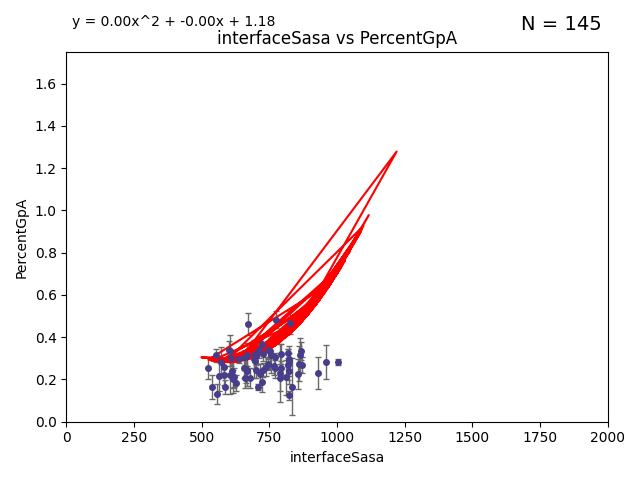 y = 0.00x^2 + -0.00x + 1.18
N = 145
interfaceSasa vs PercentGpA
PercentGpA
1.6
1.4
1.2
1.0
0.8
0.6
0.4
0.2
0.0
0 250 500 750 1000 1250 1500 1750 2000
interfaceSasa